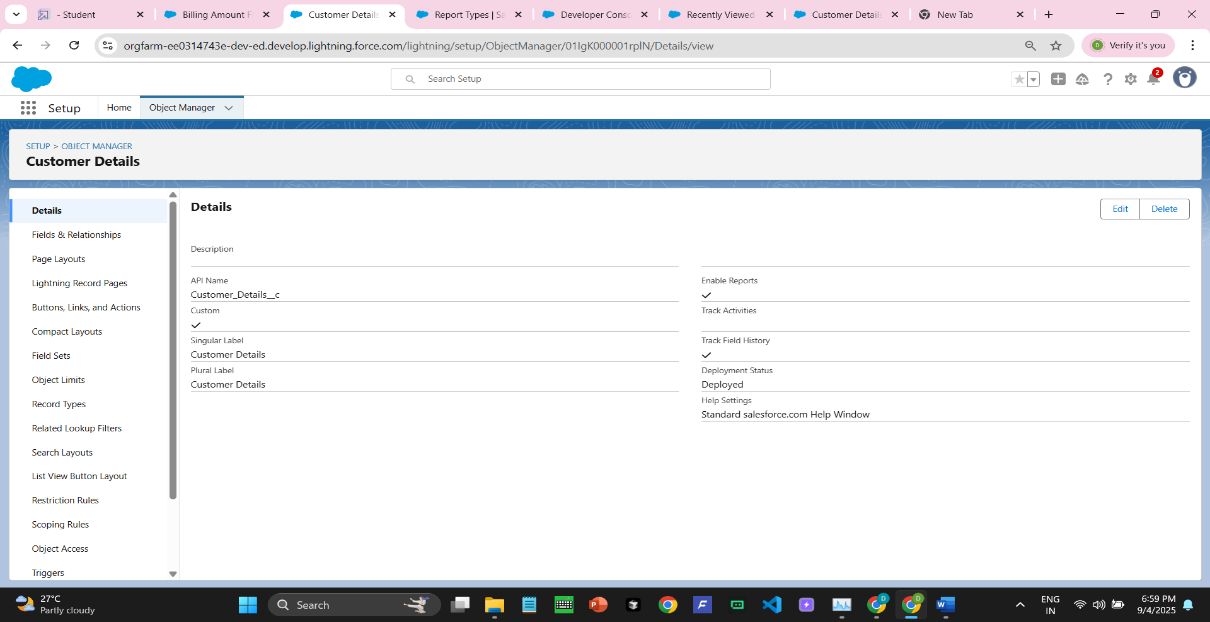 - Student
Billing Amount F
Customer Details
Report Types | Sa
Developer Conso
Recently Viewed
Customer Details
New Tab
orgfarm-ee0314743e-dev-ed.develop.lightning.force.com/lightning/setup/ObjectManager/01IgK000001rplN/Details/view
Verify it's you
Search Setup
2
Setup
Home
Object Manager
SETUP > OBJECT MANAGER
Customer Details
Details
Fields & Relationships
Page Layouts
Lightning Record Pages
Buttons, Links, and Actions
Compact Layouts
Field Sets
Object Limits
Record Types
Related Lookup Filters
Search Layouts
List View Button Layout
Restriction Rules
Scoping Rules
Object Access
Triggers
Details
Edit
Delete
Description
API Name
Customer_Details__c
Custom
Singular Label
Customer Details
Plural Label
Customer Details
Enable Reports
Track Activities
Track Field History
Deployment Status
Deployed
Help Settings
Standard salesforce.com Help Window
27°C
Partly cloudy
Search
ENG
IN
6:59 PM
9/4/2025